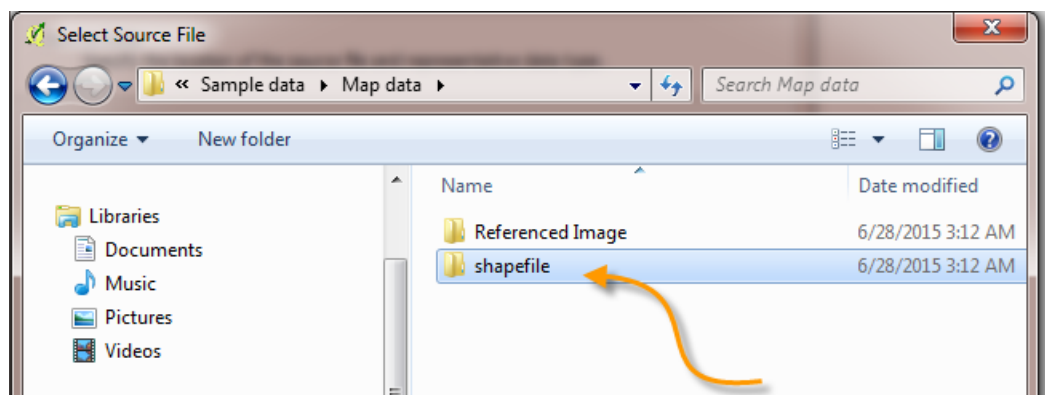 Select Source File
« Sample data ▸ Map data ▸ Search Map data
Organize New folder
Name Date modified
Libraries
Documents
Music
Pictures
Videos
Referenced Image 6/28/2015 3:12 AM
shapefile 6/28/2015 3:12 AM